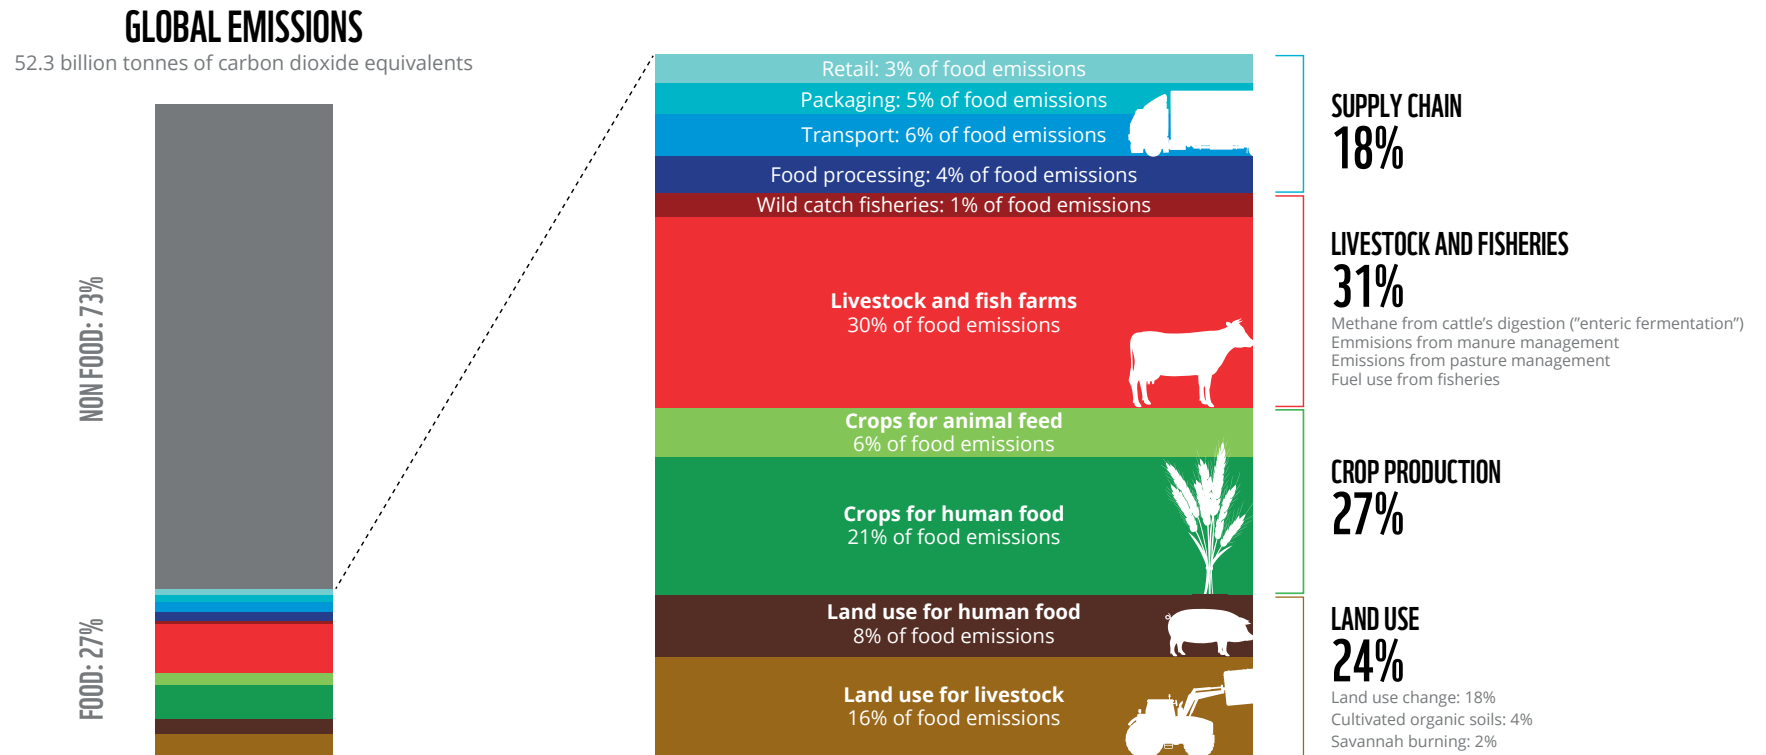 GLOBAL EMISSIONS
52.3 billion tonnes of carbon dioxide equivalents
NON FOOD: 73%
FOOD: 27%
Retail: 3% of food emissions
Packaging: 5% of food emissions
Transport: 6% of food emissions
Food processing: 4% of food emissions
Wild catch fisheries: 1% of food emissions
Livestock and fish farms
30% of food emissions
Crops for animal feed
6% of food emissions
Crops for human food
21% of food emissions
Land use for human food
8% of food emissions
Land use for livestock
16% of food emissions
SUPPLY CHAIN
18%
LIVESTOCK AND FISHERIES
31%
Methane from cattle’s digestion (”enteric fermentation”)
Emmisions from manure management
Emissions from pasture management
Fuel use from fisheries
CROP PRODUCTION
27%
LAND USE
24%
Land use change: 18%
Cultivated organic soils: 4%
Savannah burning: 2%